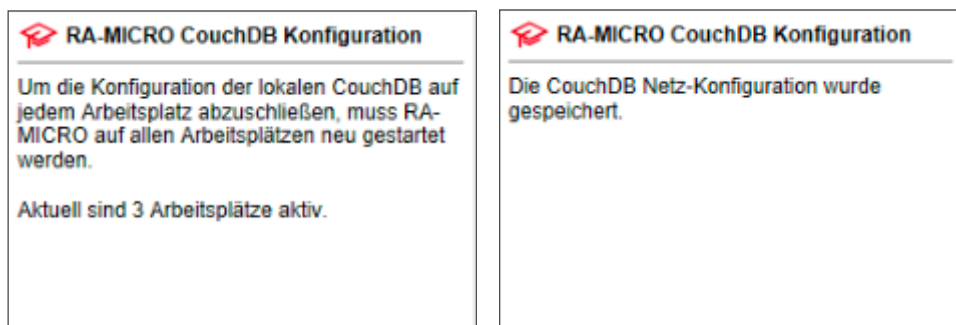 RA-MICRO CouchDB Konfiguration
Um die Konfiguration der lokalen CouchDB auf
jedem Arbeitsplatz abzuschließen, muss RA-
MICRO auf allen Arbeitsplätzen neu gestartet
werden.
Aktuell sind 3 Arbeitsplätze aktiv.
RA-MICRO CouchDB Konfiguration
Die CouchDB Netz-Konfiguration wurde
gespeichert.